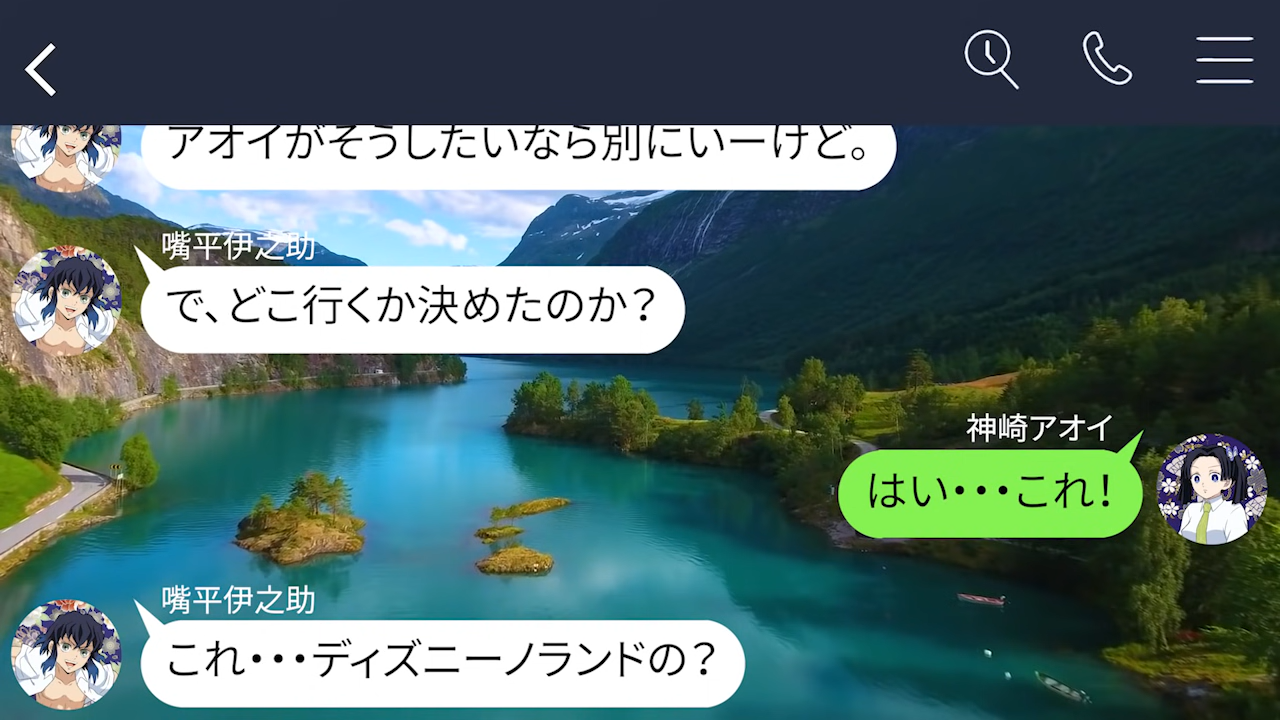 アオイがそうしたいなら別にいーけど。
嘴平伊之助
で、どこ行くか決めたのか？
神崎アオイ
はい・・・これ！
嘴平伊之助
これ・・・ディズニーノランドの？